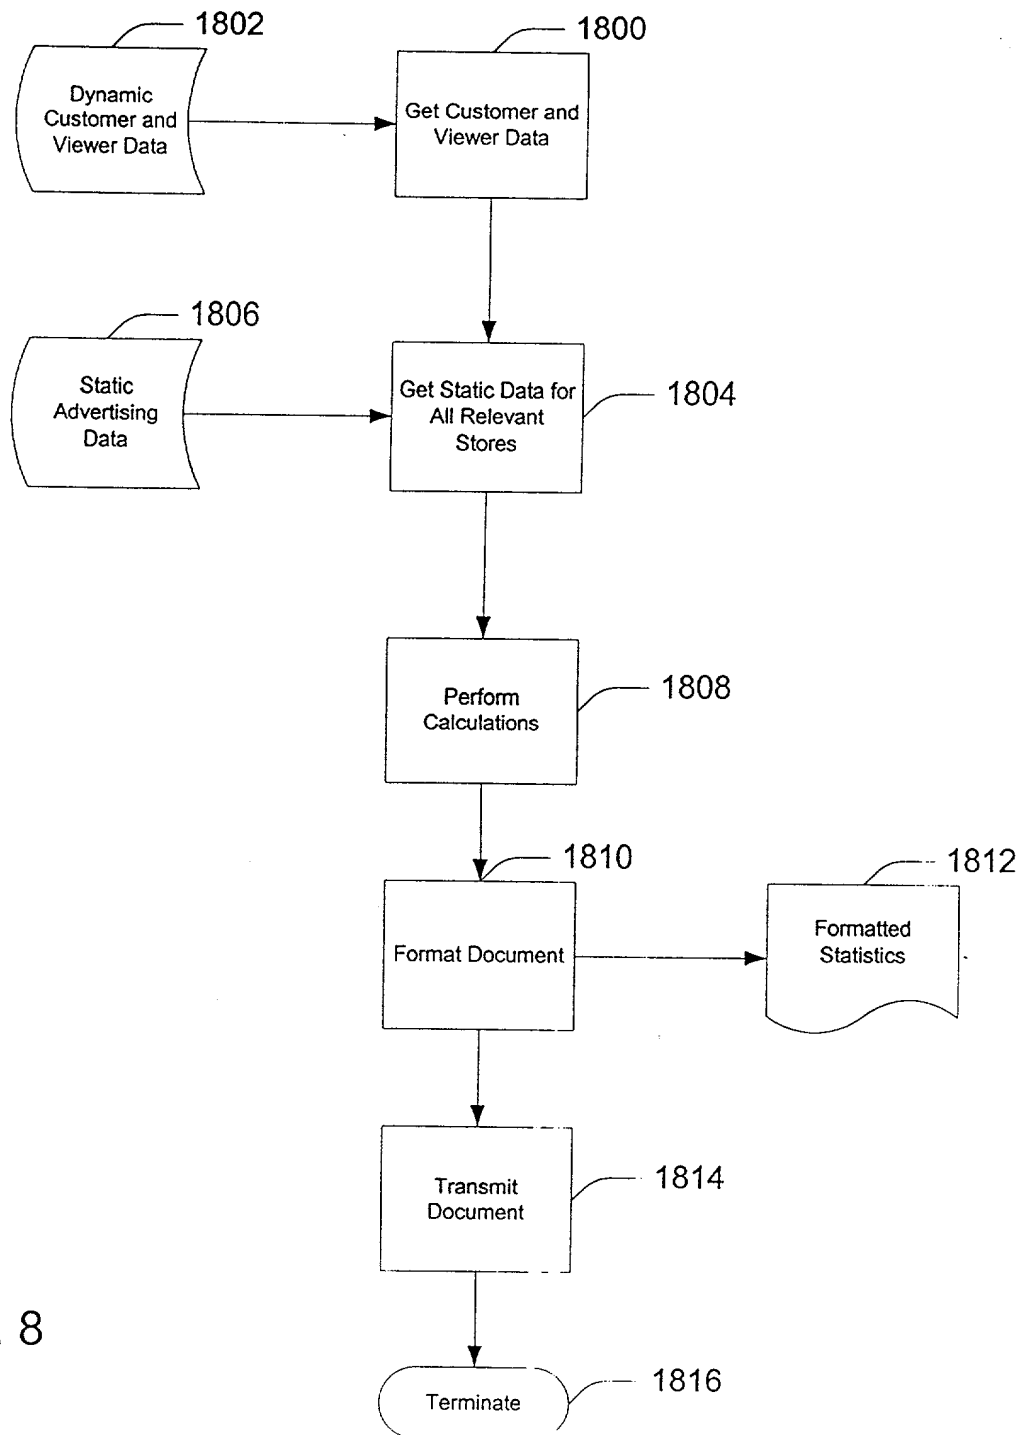 1802
1800
Dynamic
Customer and
Viewer Data
Get Customer and
Viewer Data
1806
Static
Advertising
Data
Get Static Data for
All Relevant
Stores
1804
Perform
Calculations
1808
1810
1812
Format Document
Formatted
Statistics
Transmit
Document
1814
8
Terminate
1816